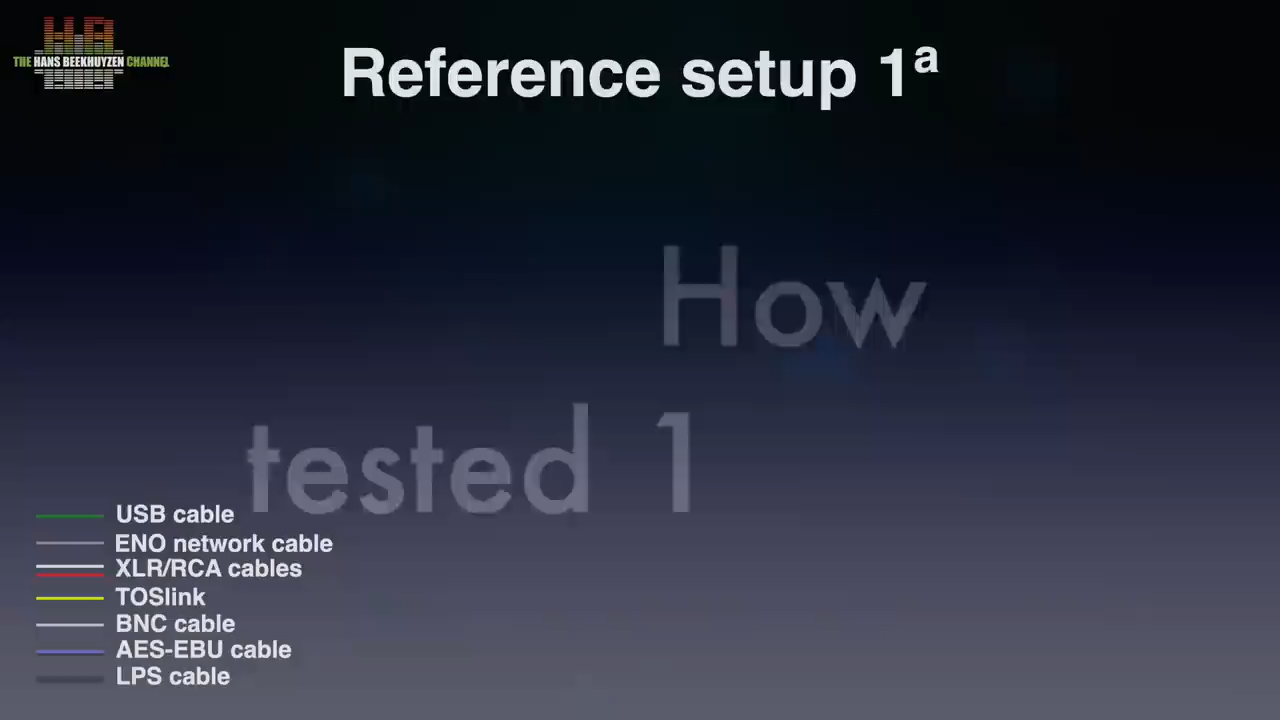 THE HANS BEEKHUYZEN CHANNEL
Reference setup 1ª
How
tested 1
USB cable
ENO network cable
XLR/RCA cables
TOSlink
BNC cable
AES-EBU cable
LPS cable